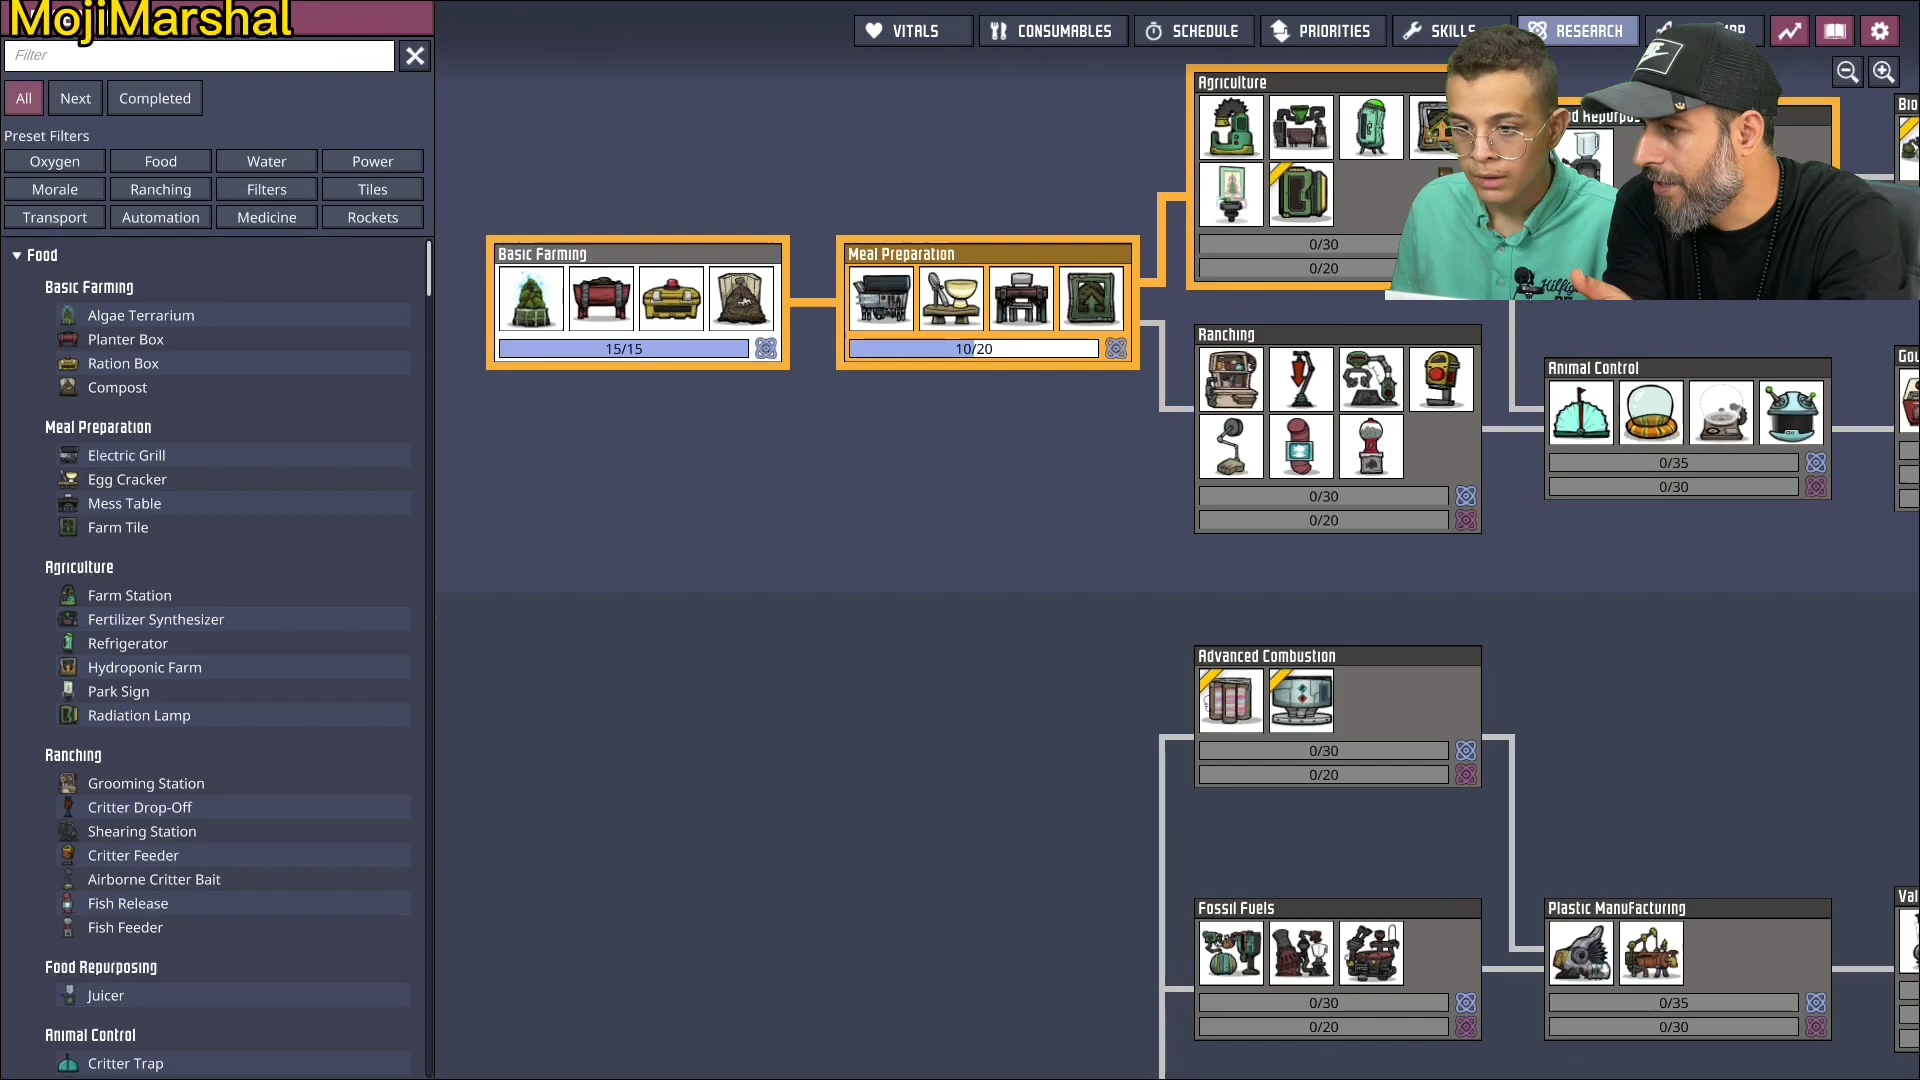 MojiMarshal
Filter
All
Next
Completed
Preset Filters
Oxygen
Food
Water
Power
Morale
Ranching
Filters
Tiles
Transport
Automation
Medicine
Rockets
Food
Basic Farming
Algae Terrarium
Planter Box
Ration Box
Compost
Meal Preparation
Electric Grill
Egg Cracker
Mess Table
Farm Tile
Agriculture
Farm Station
Fertilizer Synthesizer
Refrigerator
Hydroponic Farm
Park Sign
Radiation Lamp
Ranching
Grooming Station
Critter Drop-Off
Shearing Station
Critter Feeder
Airborne Critter Bait
Fish Release
Fish Feeder
Food Repurposing
Juicer
Animal Control
Critter Trap
VITALS
CONSUMABLES
SCHEDULE
PRIORITIES
SKILLS
RESEARCH
Basic Farming
15/15
Meal Preparation
10/20
Agriculture
0/30
0/20
Ranching
0/30
0/20
Animal Control
0/35
0/30
Advanced Combustion
0/30
0/20
Fossil Fuels
0/30
0/20
Plastic Manufacturing
0/35
0/30
Bio
Gou
Val